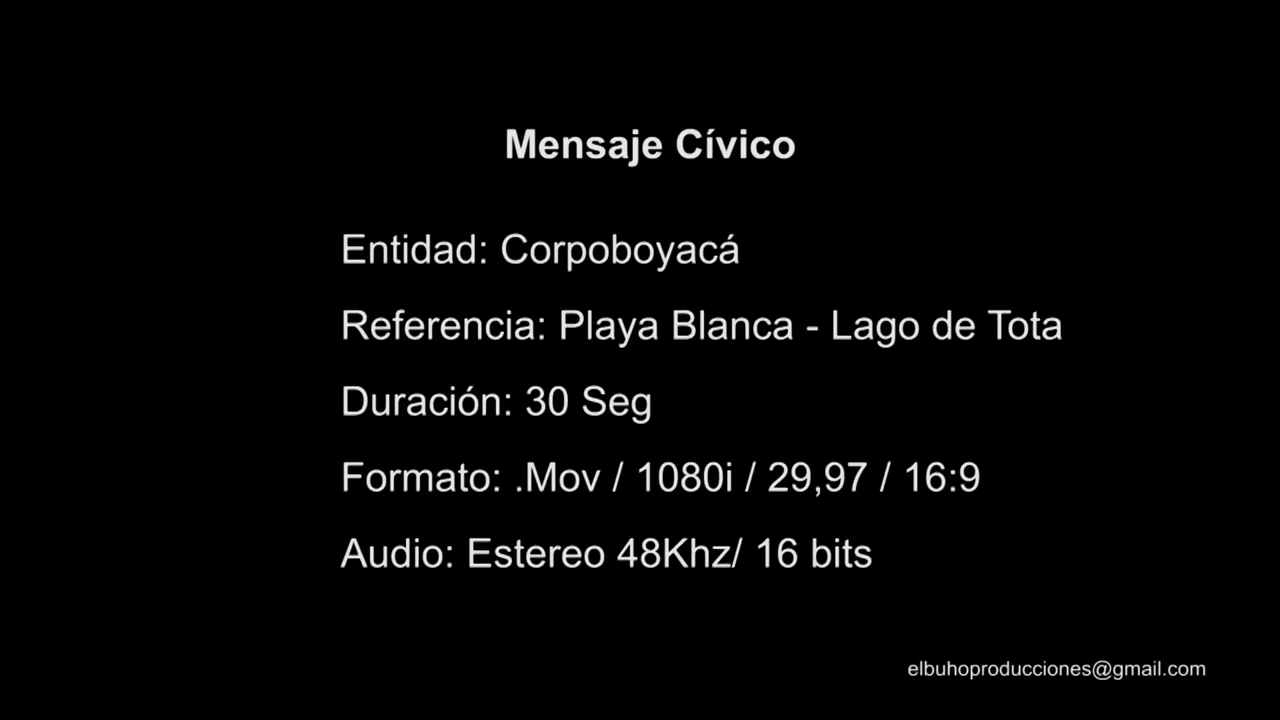 Mensaje Cívico
Entidad: Corpoboyacá
Referencia: Playa Blanca - Lago de Tota
Duración: 30 Seg
Formato: .Mov / 1080i / 29,97 / 16:9
Audio: Estereo 48Khz/ 16 bits
elbuhoproducciones@gmail.com